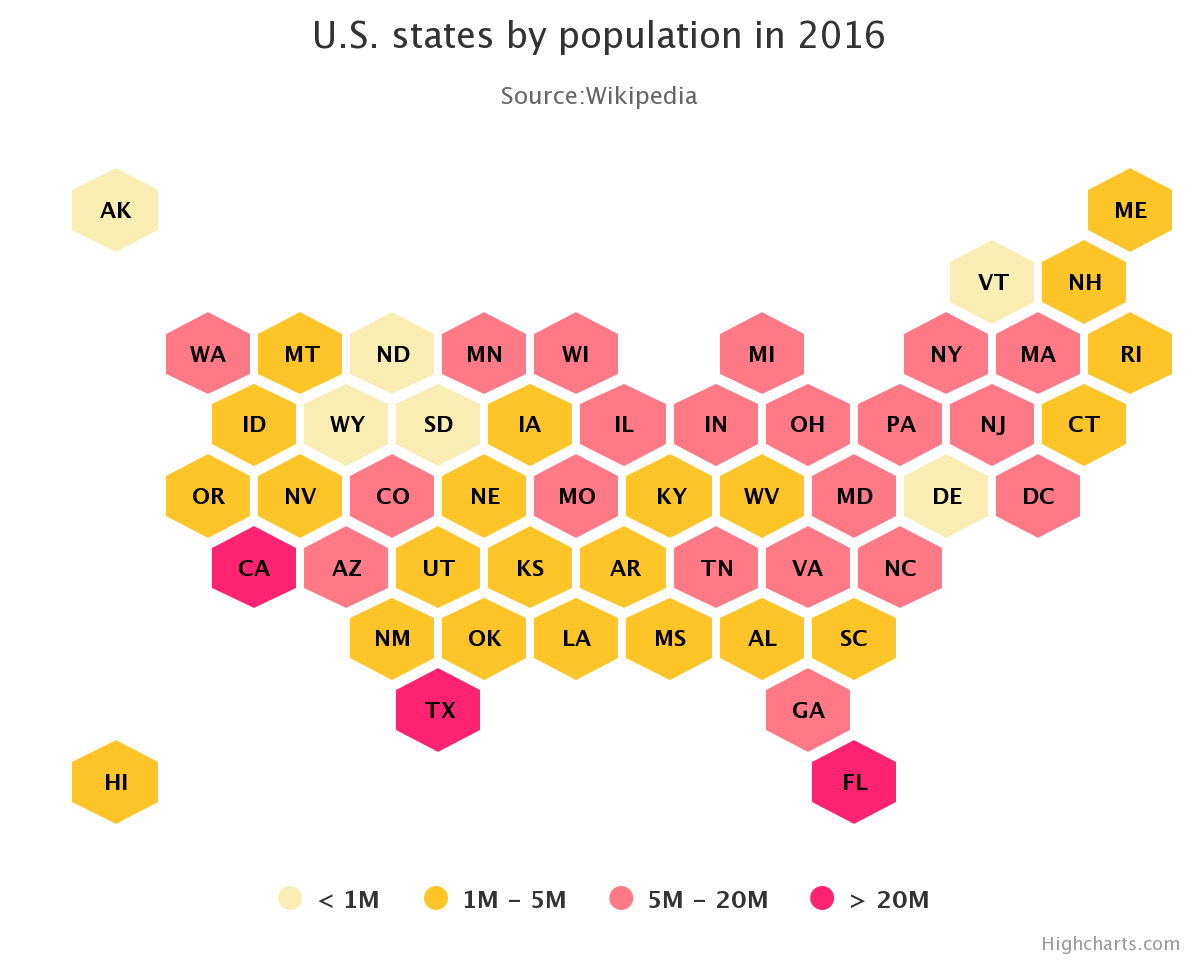 U.S. states by population in 2016
Source:Wikipedia
AK ME
VT NH
WA MT ND MN WI MI NY MA RI
ID WY SD IA IL IN OH PA NJ CT
OR NV CO NE MO KY WV MD DE DC
CA AZ UT KS AR TN VA NC
NM OK LA MS AL SC
TX GA
HI FL
< 1M 1M – 5M 5M – 20M > 20M
Highcharts.com